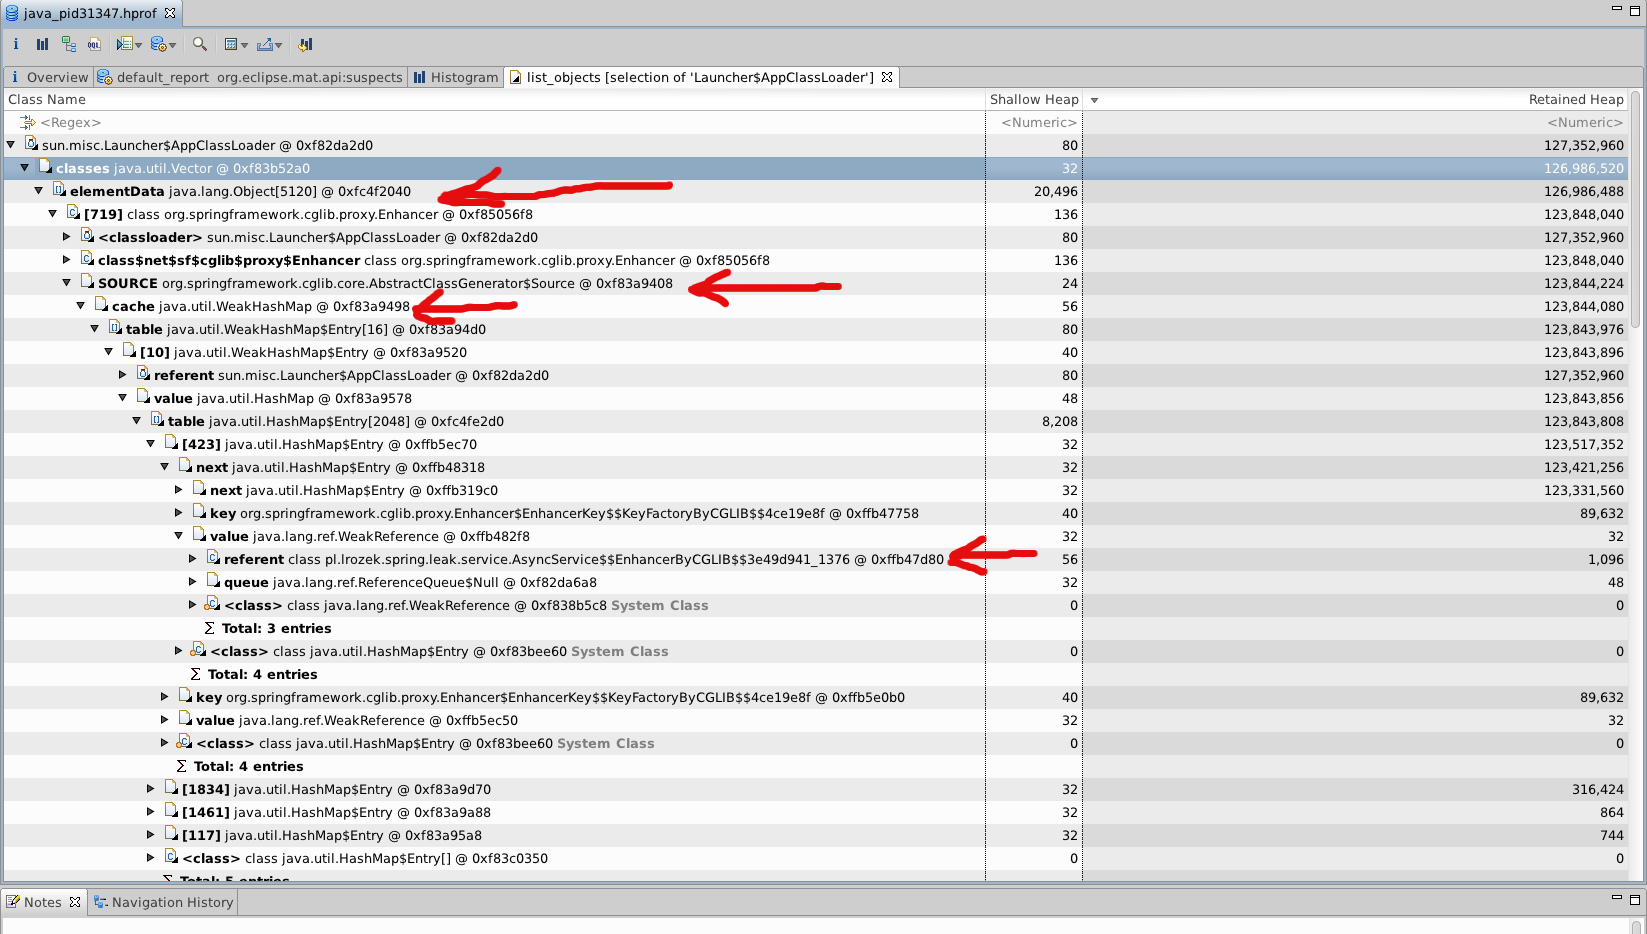 java_pid31347.hprof
Overview default_report org.eclipse.mat.api:suspects Histogram list_objects [selection of 'Launcher$AppClassLoader']
Class Name Shallow Heap Retained Heap
<Regex> <Numeric> <Numeric>
sun.misc.Launcher$AppClassLoader @ 0xf82da2d0 80 127,352,960
classes java.util.Vector @ 0xf83b52a0 32 126,986,520
elementData java.lang.Object[5120] @ 0xfc4f2040 20,496 126,986,488
[719] class org.springframework.cglib.proxy.Enhancer @ 0xf85056f8 136 123,848,040
<classloader> sun.misc.Launcher$AppClassLoader @ 0xf82da2d0 80 127,352,960
class$net$sf$cglib$proxy$Enhancer class org.springframework.cglib.proxy.Enhancer @ 0xf85056f8 136 123,848,040
SOURCE org.springframework.cglib.core.AbstractClassGenerator$Source @ 0xf83a9408 24 123,844,224
cache java.util.WeakHashMap @ 0xf83a9498 56 123,844,080
table java.util.WeakHashMap$Entry[16] @ 0xf83a94d0 80 123,843,976
[10] java.util.WeakHashMap$Entry @ 0xf83a9520 40 123,843,896
referent sun.misc.Launcher$AppClassLoader @ 0xf82da2d0 80 127,352,960
value java.util.HashMap @ 0xf83a9578 48 123,843,856
table java.util.HashMap$Entry[2048] @ 0xfc4fe2d0 8,208 123,843,808
[423] java.util.HashMap$Entry @ 0xffb5ec70 32 123,517,352
next java.util.HashMap$Entry @ 0xffb48318 32 123,421,256
next java.util.HashMap$Entry @ 0xffb319c0 32 123,331,560
key org.springframework.cglib.proxy.Enhancer$EnhancerKey$$KeyFactoryByCGLIB$$4ce19e8f @ 0xffb47758 40 89,632
value java.lang.ref.WeakReference @ 0xffb482f8 32 32
referent class pl.lrozek.spring.leak.service.AsyncService$$EnhancerByCGLIB$$3e49d941_1376 @ 0xffb47d80 56 1,096
queue java.lang.ref.ReferenceQueue$Null @ 0xf82da6a8 32 48
<class> class java.lang.ref.WeakReference @ 0xf838b5c8 System Class 0 0
Σ Total: 3 entries
<class> class java.util.HashMap$Entry @ 0xf83bee60 System Class 0 0
Σ Total: 4 entries
key org.springframework.cglib.proxy.Enhancer$EnhancerKey$$KeyFactoryByCGLIB$$4ce19e8f @ 0xffb5e0b0 40 89,632
value java.lang.ref.WeakReference @ 0xffb5ec50 32 32
<class> class java.util.HashMap$Entry @ 0xf83bee60 System Class 0 0
Σ Total: 4 entries
[1834] java.util.HashMap$Entry @ 0xf83a9d70 32 316,424
[1461] java.util.HashMap$Entry @ 0xf83a9a88 32 864
[117] java.util.HashMap$Entry @ 0xf83a95a8 32 744
<class> class java.util.HashMap$Entry[] @ 0xf83c0350 0 0
Σ Total: 5 entries
Notes Navigation History